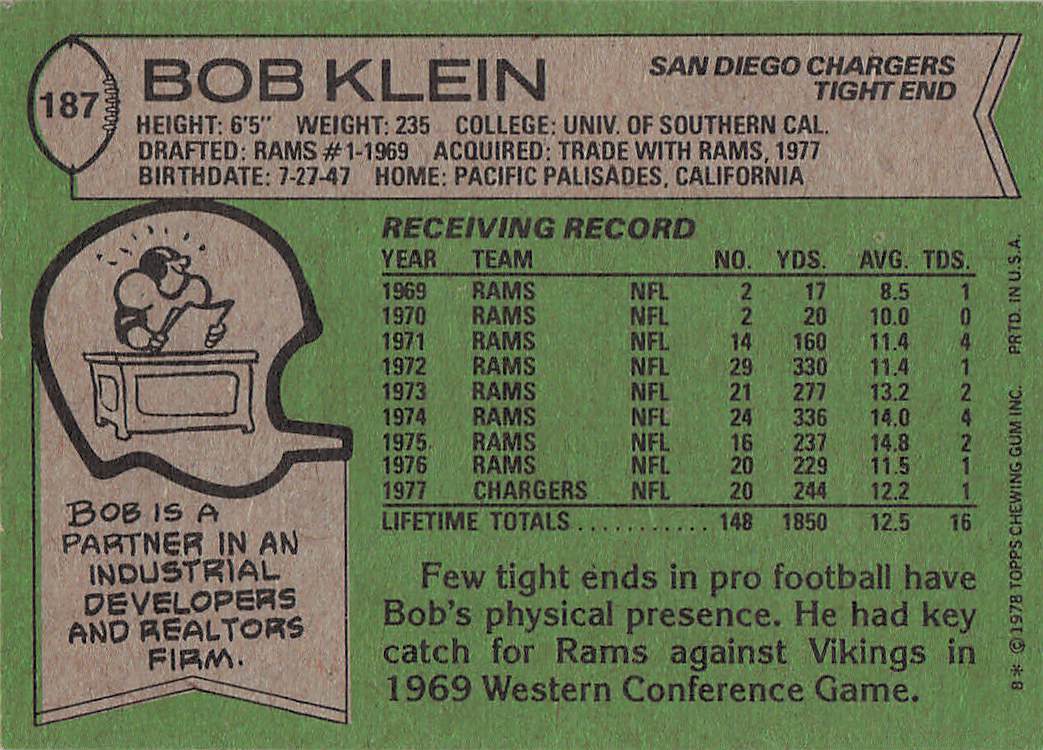 187
BOB KLEIN
SAN DIEGO CHARGERS
TIGHT END
HEIGHT: 6'5" WEIGHT: 235 COLLEGE: UNIV. OF SOUTHERN CAL.
DRAFTED: RAMS #1-1969 ACQUIRED: TRADE WITH RAMS, 1977
BIRTHDATE: 7-27-47 HOME: PACIFIC PALISADES, CALIFORNIA
RECEIVING RECORD
YEAR TEAM NO. YDS. AVG. TDS.
1969 RAMS NFL 2 17 8.5 1
1970 RAMS NFL 2 20 10.0 0
1971 RAMS NFL 14 160 11.4 4
1972 RAMS NFL 29 330 11.4 1
1973 RAMS NFL 21 277 13.2 2
1974 RAMS NFL 24 336 14.0 4
1975 RAMS NFL 16 237 14.8 2
1976 RAMS NFL 20 229 11.5 1
1977 CHARGERS NFL 20 244 12.2 1
LIFETIME TOTALS........... 148 1850 12.5 16
BOB IS A
PARTNER IN AN
INDUSTRIAL
DEVELOPERS
AND REALTORS
FIRM.
Few tight ends in pro football have
Bob's physical presence. He had key
catch for Rams against Vikings in
1969 Western Conference Game.
8* © 1978 TOPPS CHEWING GUM INC. PRTD. IN U.S.A.